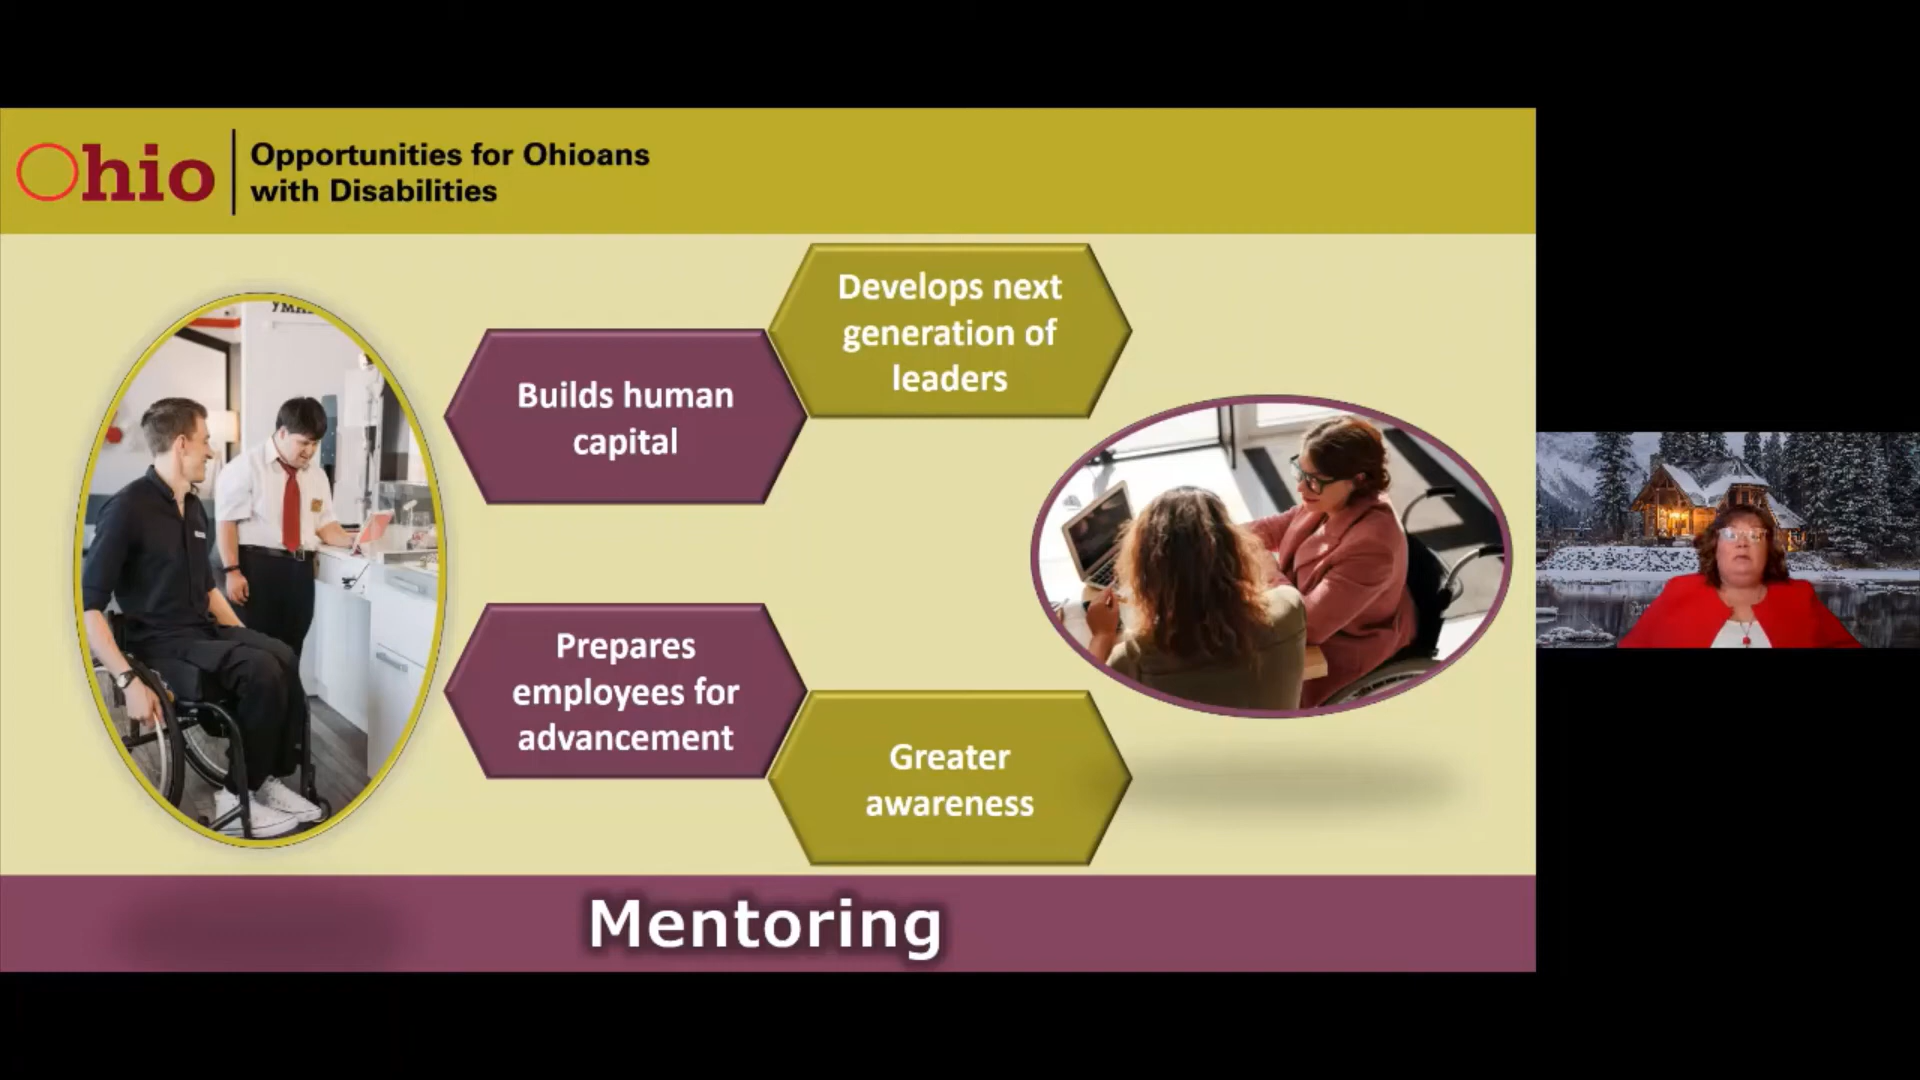 Ohio
Opportunities for Ohioans
with Disabilities
Builds human
capital
Develops next
generation of
leaders
Prepares
employees for
advancement
Greater
awareness
Mentoring